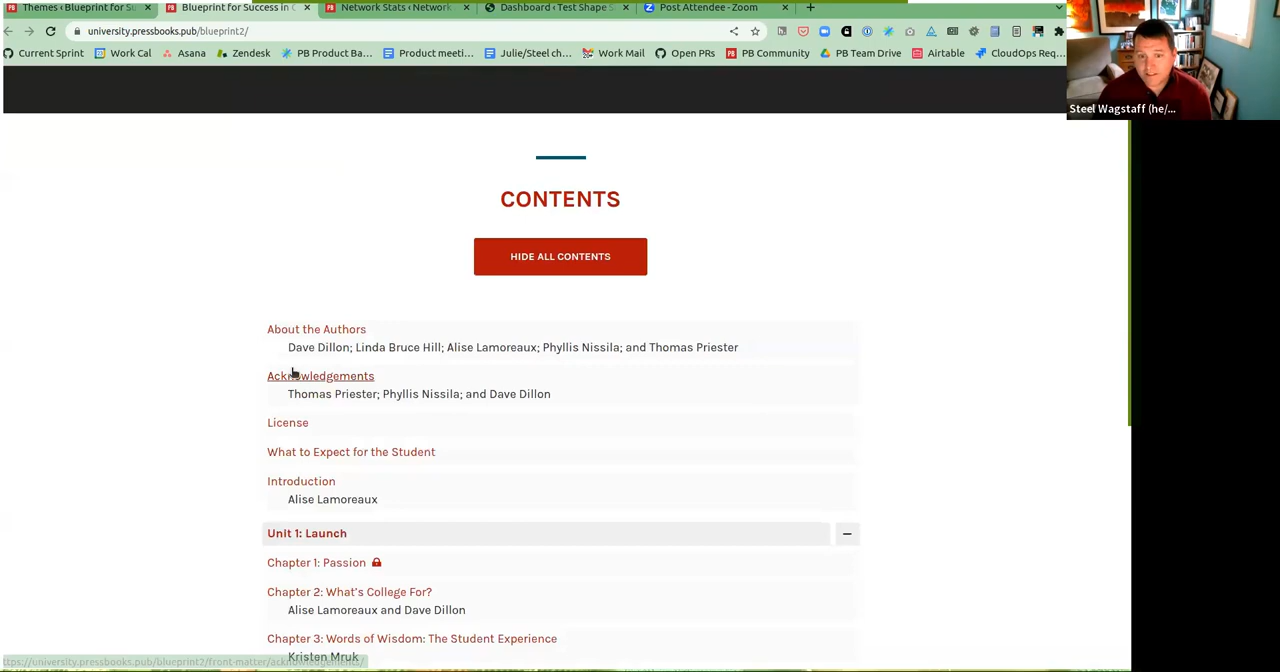 Themes ‹ Blueprint for Su
Blueprint for Success in C
Network Stats ‹ Network
Dashboard ‹ Test Shape S
Post Attendee - Zoom
university.pressbooks.pub/blueprint2/
Current Sprint
Work Cal
Asana
Zendesk
PB Product Ba...
Product meeti...
Julie/Steel ch...
Work Mail
Open PRs
PB Community
PB Team Drive
Airtable
CloudOps Req...
Steel Wagstaff (he/...
CONTENTS
HIDE ALL CONTENTS
About the Authors
Dave Dillon; Linda Bruce Hill; Alise Lamoreaux; Phyllis Nissila; and Thomas Priester
Acknowledgements
Thomas Priester; Phyllis Nissila; and Dave Dillon
License
What to Expect for the Student
Introduction
Alise Lamoreaux
Unit 1: Launch
Chapter 1: Passion
Chapter 2: What's College For?
Alise Lamoreaux and Dave Dillon
Chapter 3: Words of Wisdom: The Student Experience
Kristen Mruk
ttps://university.pressbooks.pub/blueprint2/front-matter/acknowledgements/